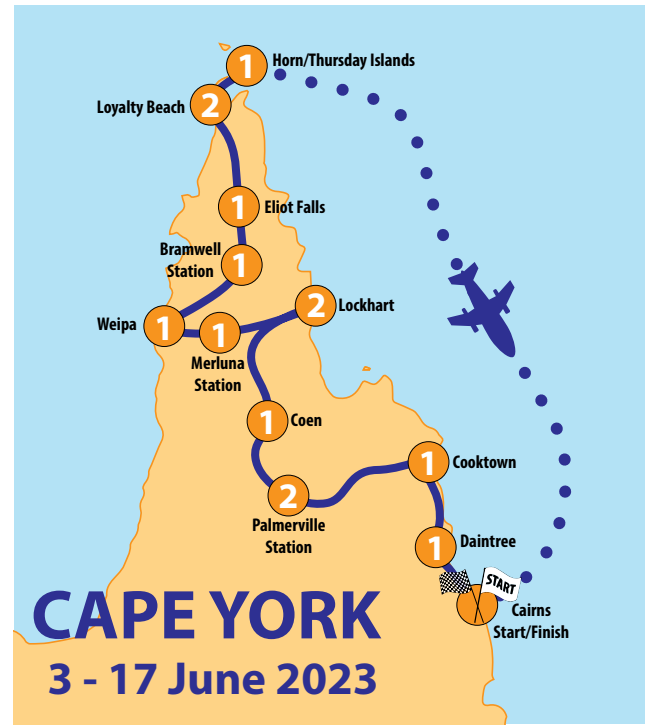 1
Horn/Thursday Islands
Loyalty Beach
2
1
Eliot Falls
Bramwell
Station
1
Weipa
1
1
Merluna
Station
2
Lockhart
1
Coen
2
Palmerville
Station
1
Cooktown
1
Daintree
START
Cairns
Start/Finish
CAPE YORK
3 - 17 June 2023